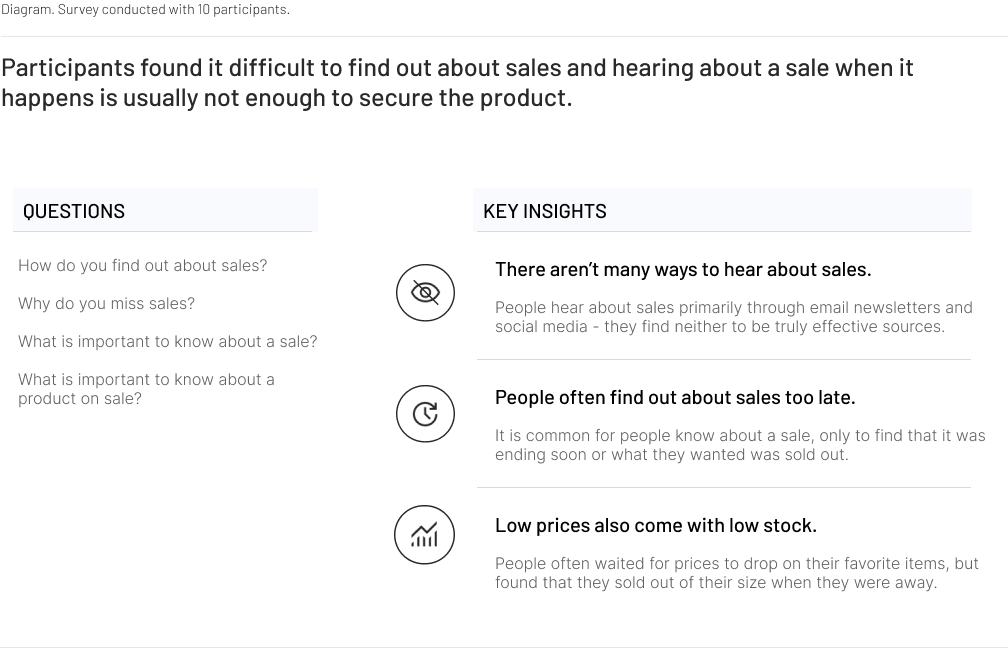 Diagram. Survey conducted with 10 participants.
Participants found it difficult to find out about sales and hearing about a sale when it
happens is usually not enough to secure the product.
QUESTIONS
How do you find out about sales?
Why do you miss sales?
What is important to know about a sale?
What is important to know about a
product on sale?
KEY INSIGHTS
There aren’t many ways to hear about sales.
People hear about sales primarily through email newsletters and
social media - they find neither to be truly effective sources.
People often find out about sales too late.
It is common for people know about a sale, only to find that it was
ending soon or what they wanted was sold out.
Low prices also come with low stock.
People often waited for prices to drop on their favorite items, but
found that they sold out of their size when they were away.